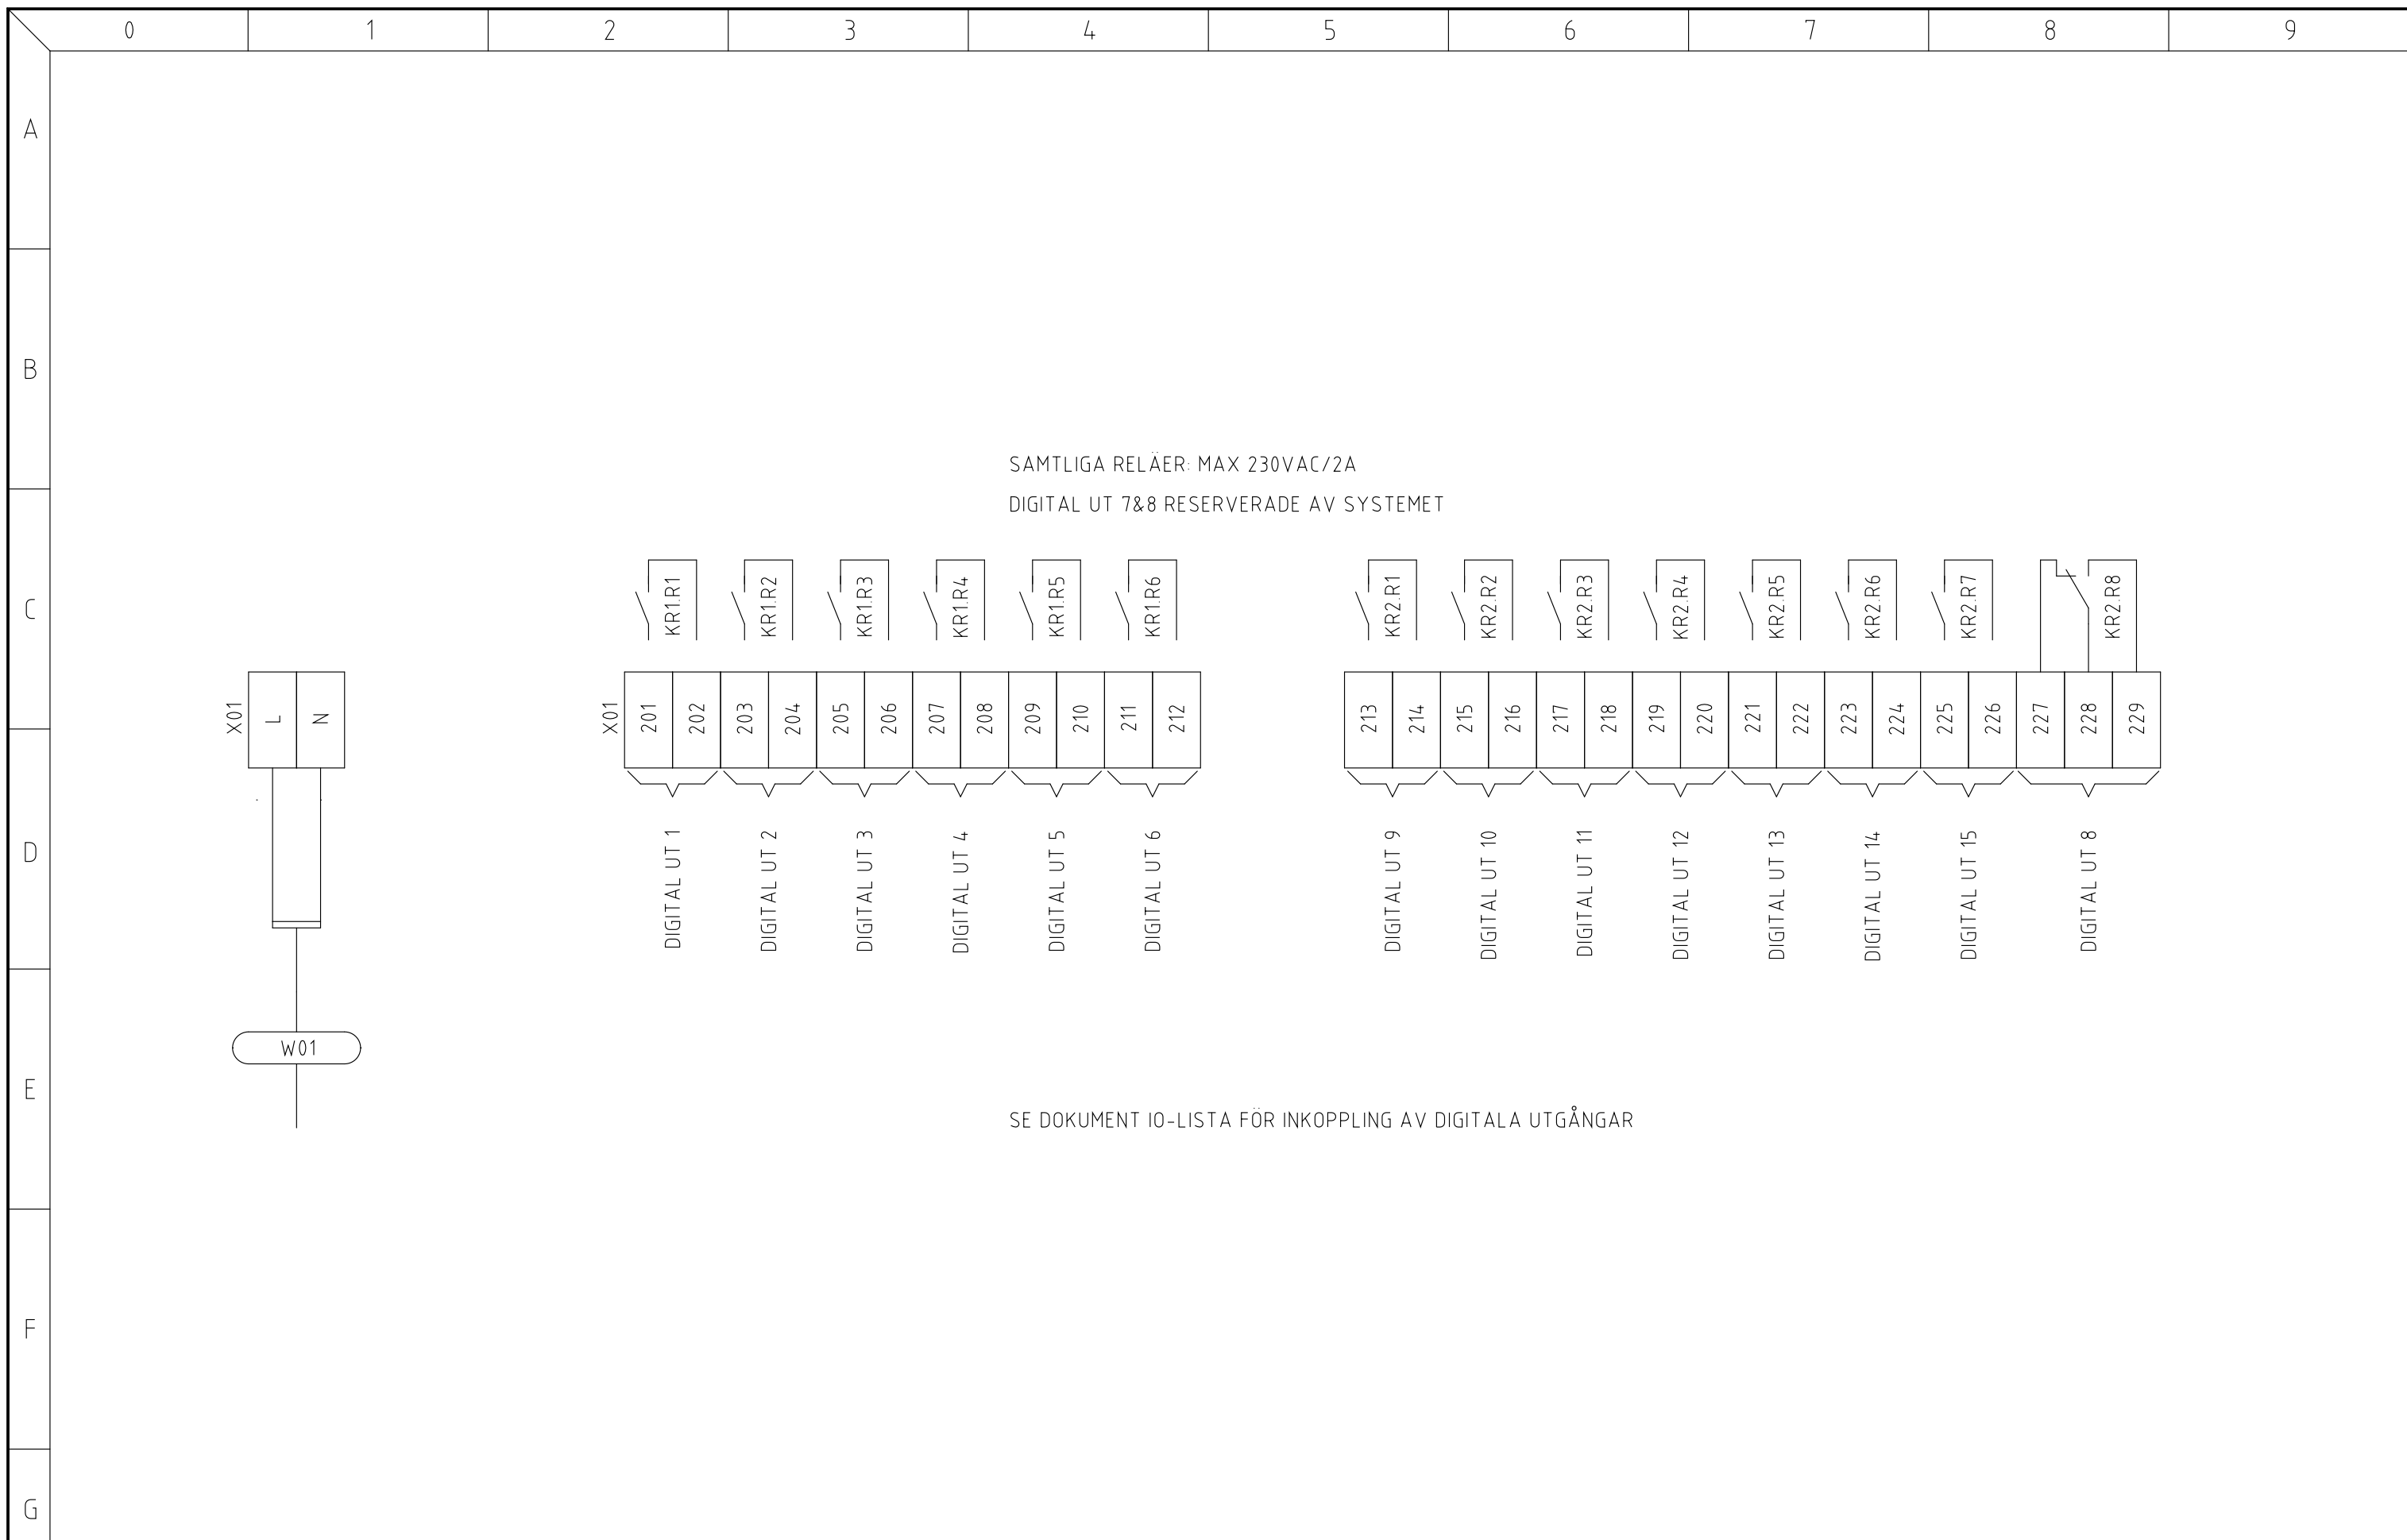 0 1 2 3 4 5 6 7 8 9
A
B
SAMTLIGA RELÄER: MAX 230VAC/2A
DIGITAL UT 7&8 RESERVERADE AV SYSTEMET
C
KR1.R1 KR1.R2 KR1.R3 KR1.R4 KR1.R5 KR1.R6 KR2.R1 KR2.R2 KR2.R3 KR2.R4 KR2.R5 KR2.R6 KR2.R7 KR2.R8
X01 L N X01 201 202 203 204 205 206 207 208 209 210 211 212 213 214 215 216 217 218 219 220 221 222 223 224 225 226 227 228 229
D
DIGITAL UT 1
DIGITAL UT 2
DIGITAL UT 3
DIGITAL UT 4
DIGITAL UT 5
DIGITAL UT 6
DIGITAL UT 9
DIGITAL UT 10
DIGITAL UT 11
DIGITAL UT 12
DIGITAL UT 13
DIGITAL UT 14
DIGITAL UT 15
DIGITAL UT 8
W01
E
SE DOKUMENT IO-LISTA FÖR INKOPPLING AV DIGITALA UTGÅNGAR
F
G